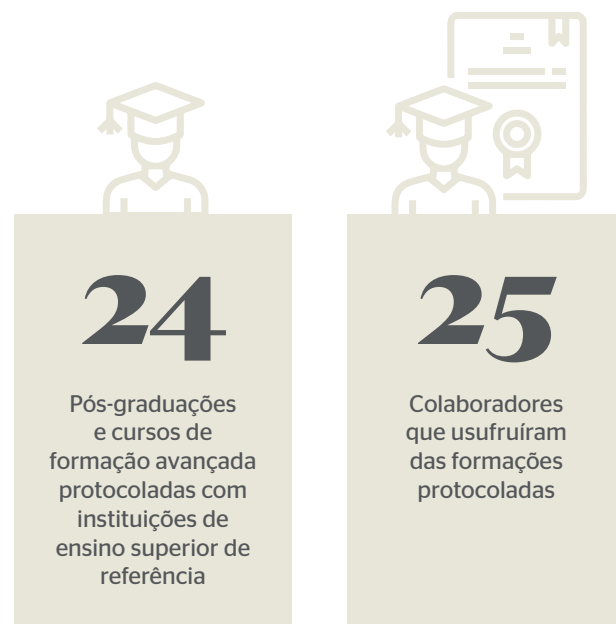 24
Pós-graduações
e cursos de
formação avançada
protocoladas com
instituições de
ensino superior de
referência
25
Colaboradores
que usufruíram
das formações
protocoladas